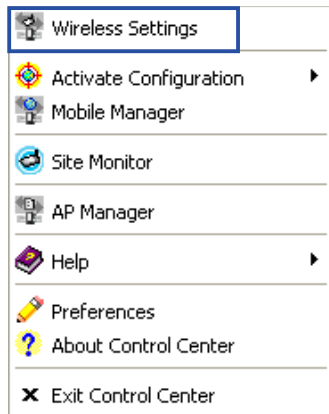 Wireless Settings
Activate Configuration
Mobile Manager
Site Monitor
AP Manager
Help
Preferences
About Control Center
Exit Control Center